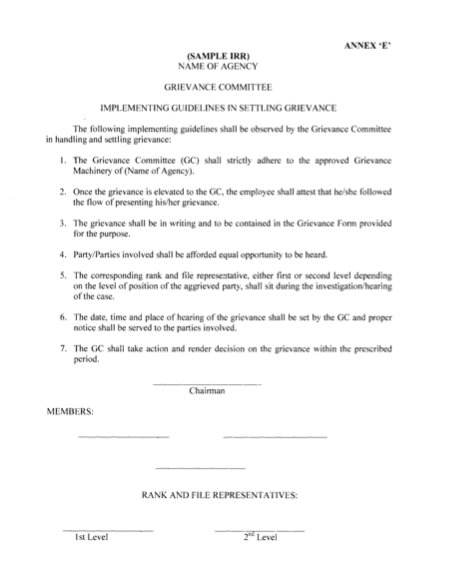 ANNEX 'E'
(SAMPLE IRR)
NAME OF AGENCY
GRIEVANCE COMMITTEE
IMPLEMENTING GUIDELINES IN SETTLING GRIEVANCE
The following implementing guidelines shall be observed by the Grievance Committee
in handling and settling grievance:
1. The Grievance Committee (GC) shall strictly adhere to the approved Grievance
Machinery of (Name of Agency).
2. Once the grievance is elevated to the GC, the employee shall attest that he/she followed
the flow of presenting his/her grievance.
3. The grievance shall be in writing and to be contained in the Grievance Form provided
for the purpose.
4. Party/Parties involved shall be afforded equal opportunity to be heard.
5. The corresponding rank and file representative, either first or second level depending
on the level of position of the aggrieved party, shall sit during the investigation/hearing
of the case.
6. The date, time and place of hearing of the grievance shall be set by the GC and proper
notice shall be served to the parties involved.
7. The GC shall take action and render decision on the grievance within the prescribed
period.
Chairman
MEMBERS:
RANK AND FILE REPRESENTATIVES:
1st Level 2nd Level